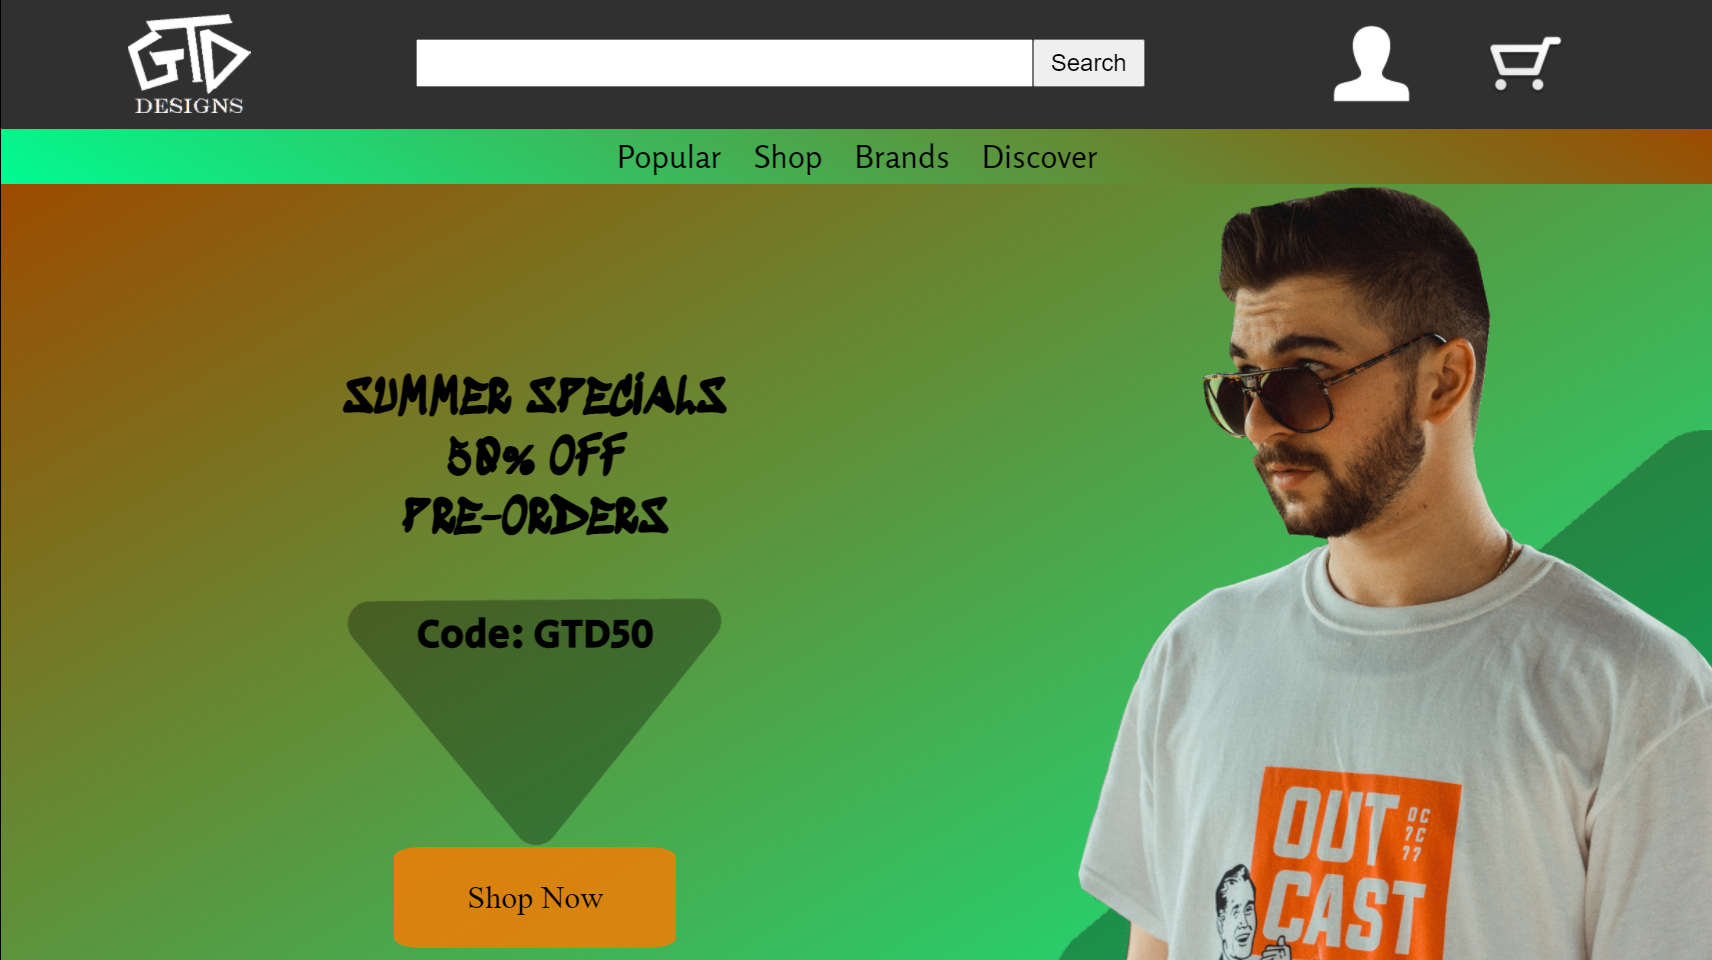 GTD
DESIGNS
Search
Popular Shop Brands Discover
SUMMER SPECIALS
50% OFF
PRE-ORDERS
Code: GTD50
Shop Now
OUT
CAST
OC
7C
77